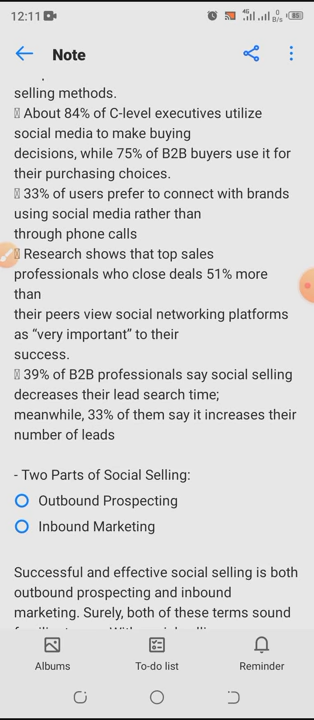 12:11
4G
0
B/s
85
Note
selling methods.
About 84% of C-level executives utilize
social media to make buying
decisions, while 75% of B2B buyers use it for
their purchasing choices.
33% of users prefer to connect with brands
using social media rather than
through phone calls
Research shows that top sales
professionals who close deals 51% more
than
their peers view social networking platforms
as “very important” to their
success.
39% of B2B professionals say social selling
decreases their lead search time;
meanwhile, 33% of them say it increases their
number of leads
- Two Parts of Social Selling:
Outbound Prospecting
Inbound Marketing
Successful and effective social selling is both
outbound prospecting and inbound
marketing. Surely, both of these terms sound
Albums
To-do list
Reminder